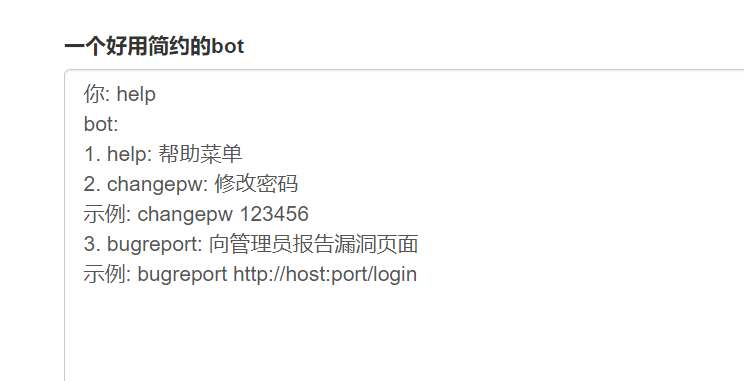 一个好用简约的bot
你: help
bot:
1. help: 帮助菜单
2. changepw: 修改密码
示例: changepw 123456
3. bugreport: 向管理员报告漏洞页面
示例: bugreport http://host:port/login